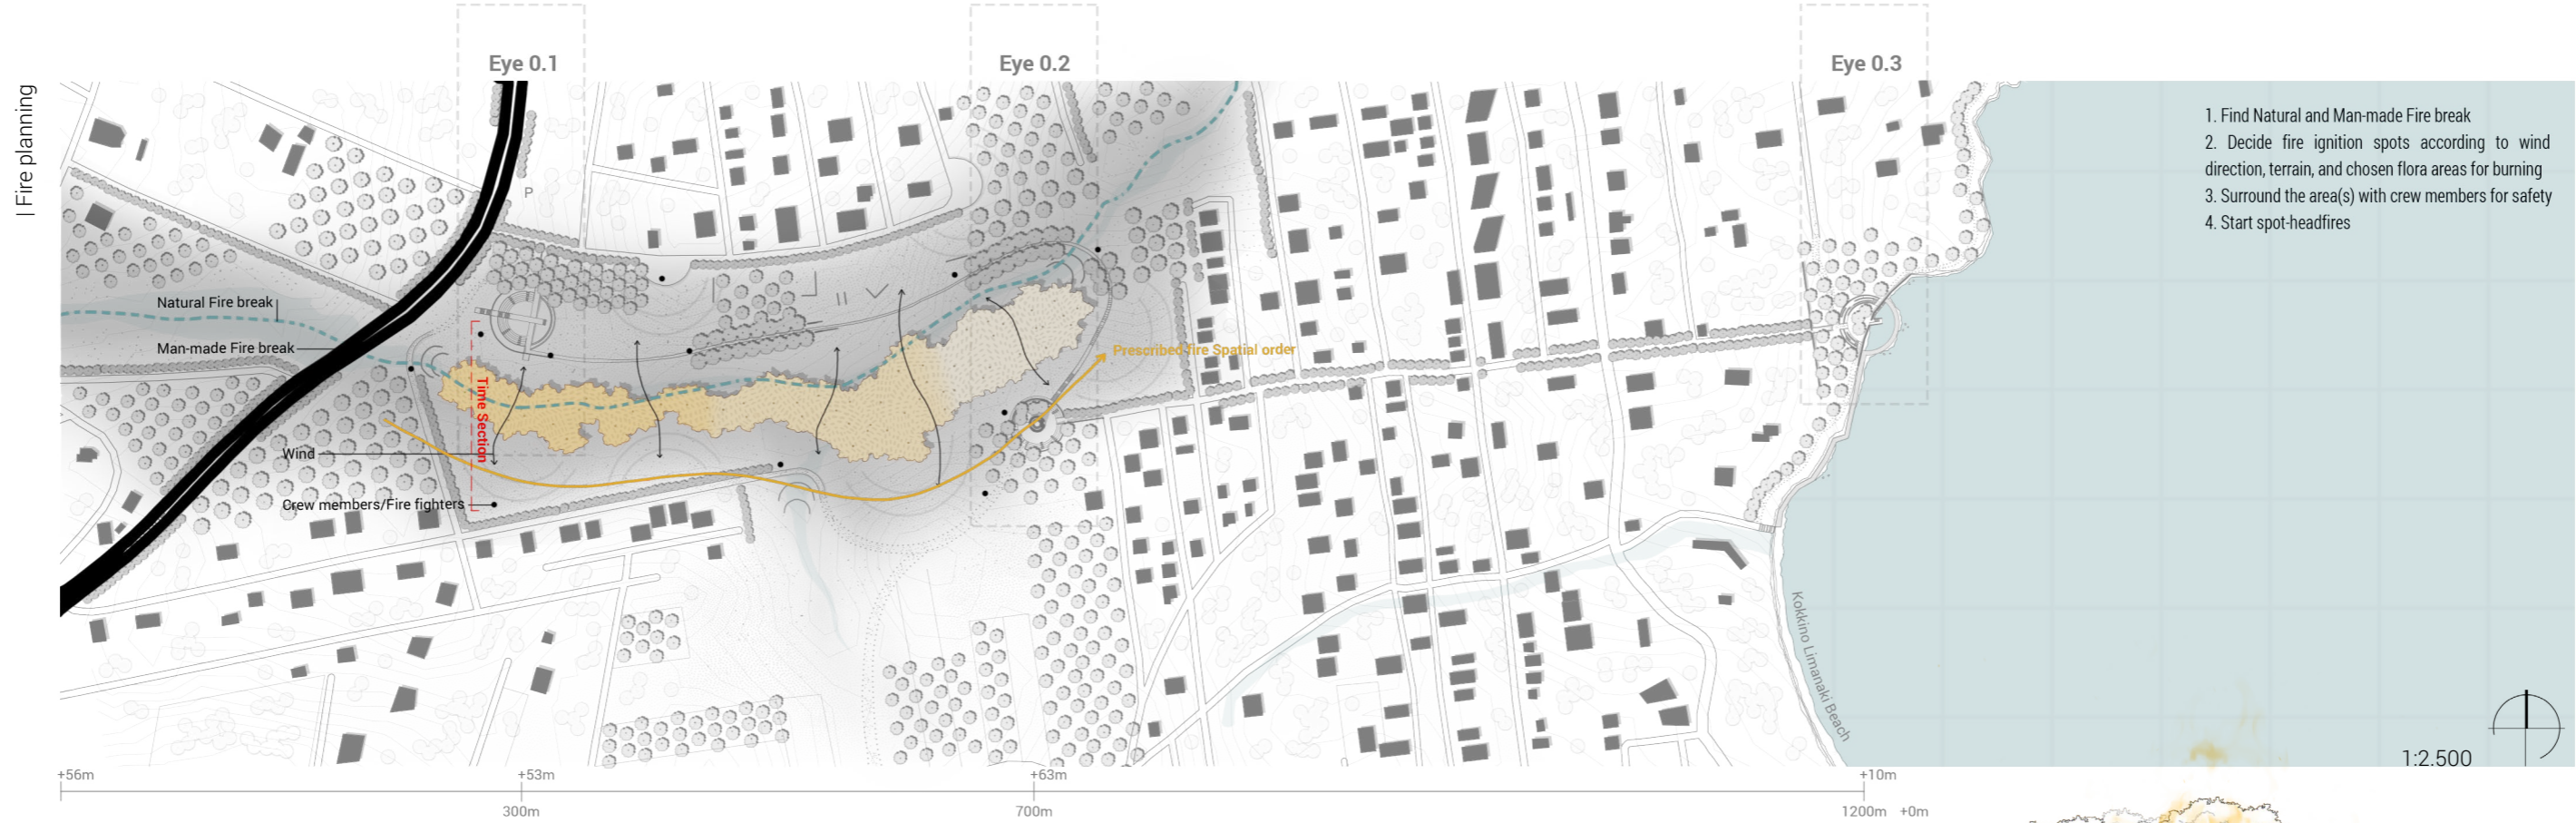 | Fire planning
Eye 0.1
Eye 0.2
Eye 0.3
1. Find Natural and Man-made Fire break
2. Decide fire ignition spots according to wind
direction, terrain, and chosen flora areas for burning
3. Surround the area(s) with crew members for safety
4. Start spot-headfires
P
Natural Fire break
Man-made Fire break
Prescribed fire Spatial order
Time Section
Wind
Crew members/Fire fighters
Kokkino Limanaki Beach
1:2.500
+56m
+53m
+63m
+10m
300m
700m
1200m
+0m